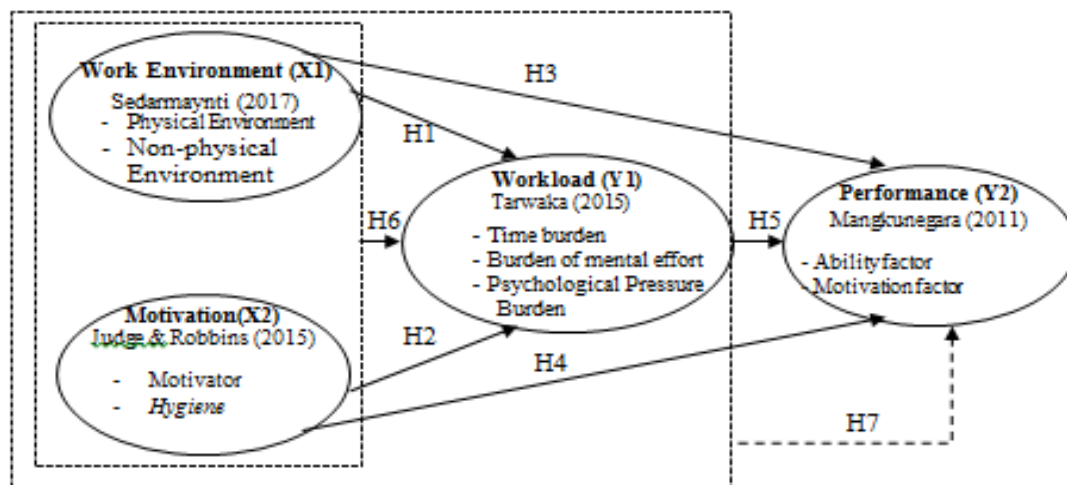 Work Environment (X1)
Sedarmaynti (2017)
- Physical Environment
- Non-physical
Environment
H3
H1
Workload (Y1)
Tarwaka (2015)
- Time burden
- Burden of mental effort
- Psychological Pressure
Burden
H6
H5
Performance (Y2)
Mangkunegara (2011)
- Ability factor
- Motivation factor
Motivation(X2)
Judge & Robbins (2015)
- Motivator
- Hygiene
H2
H4
H7